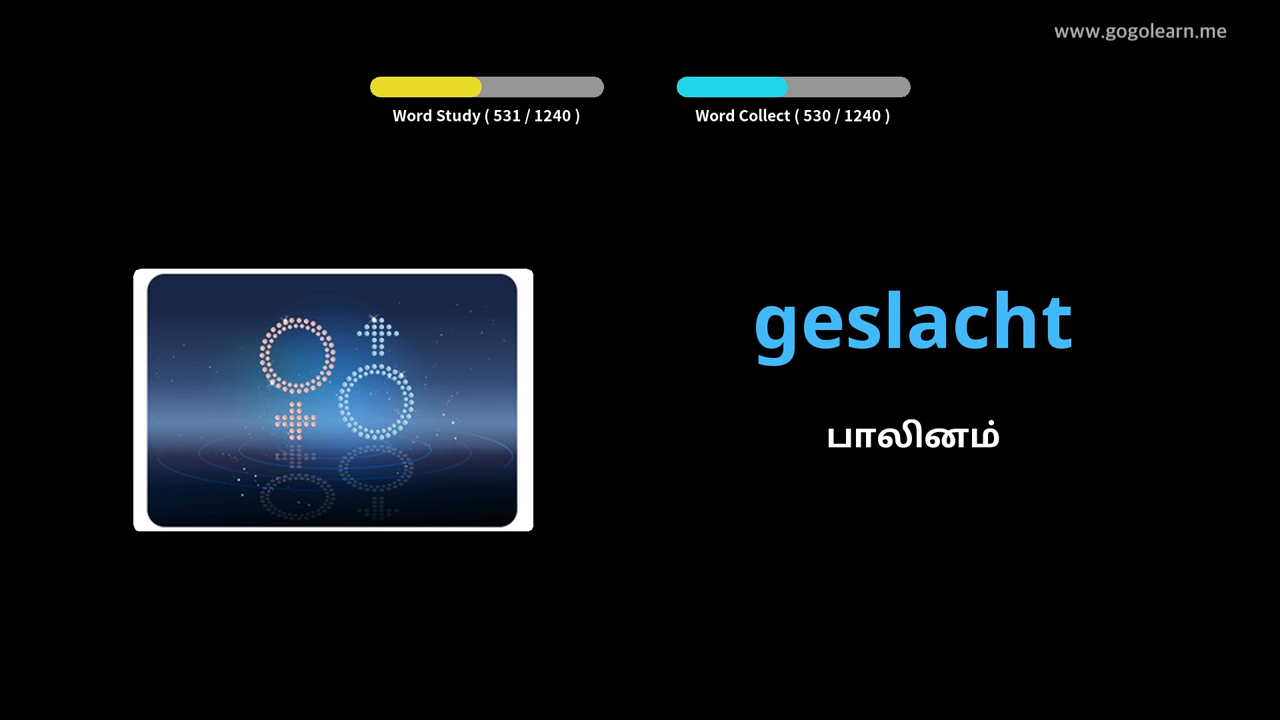 www.gogolearn.me
Word Study ( 531 / 1240 )
Word Collect ( 530 / 1240 )
geslacht
பாலினம்